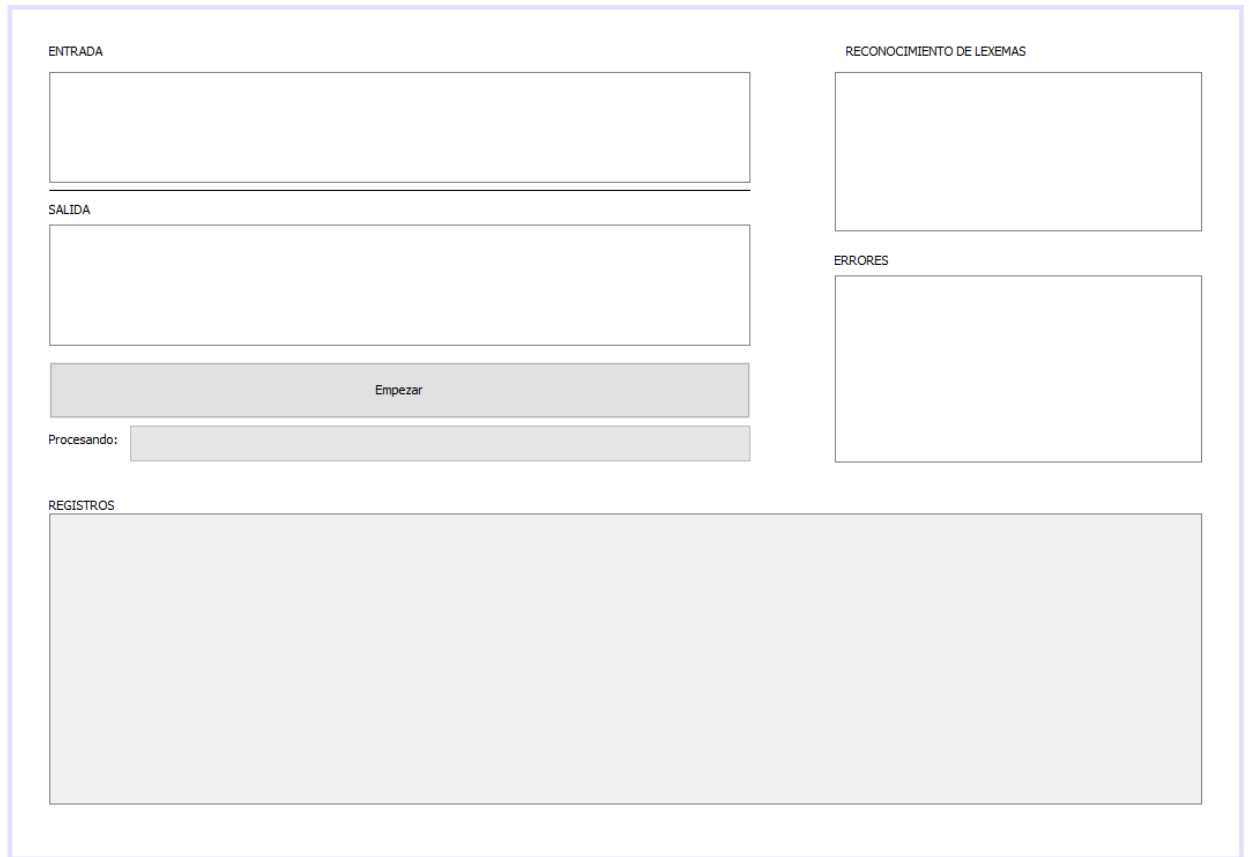 ENTRADA
RECONOCIMIENTO DE LEXEMAS
SALIDA
ERRORES
Empezar
Procesando:
REGISTROS